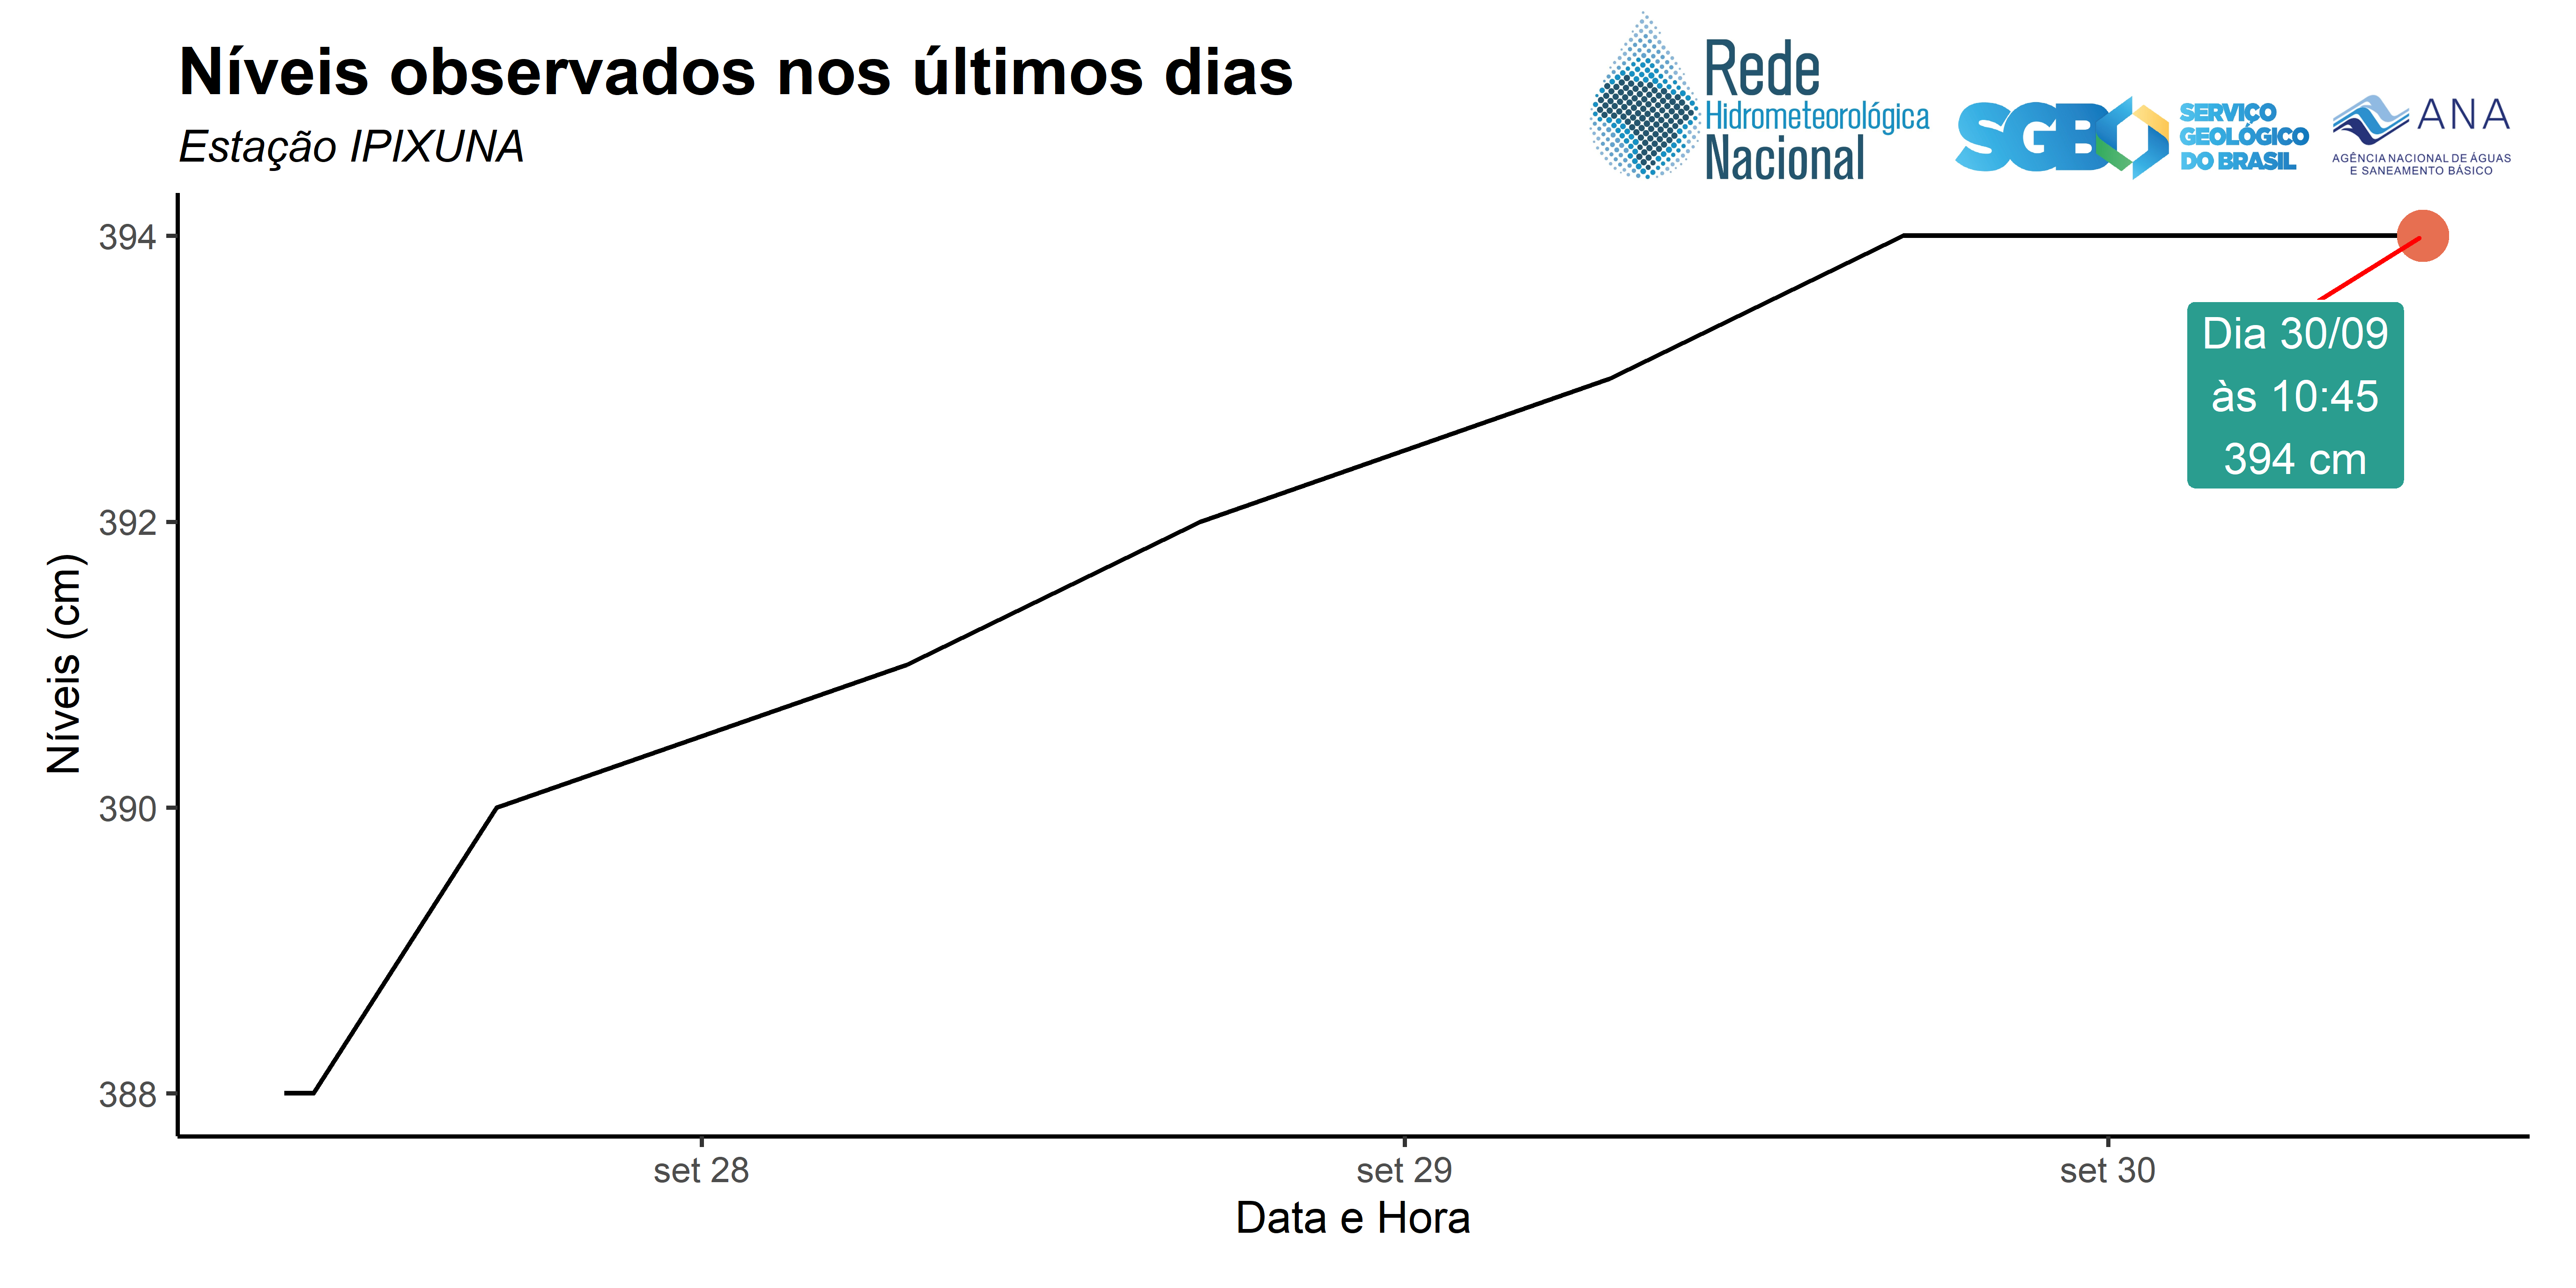 Níveis observados nos últimos dias
Estação IPIXUNA
Rede
Hidrometeorológica
Nacional
SGB
SERVIÇO
GEOLÓGICO
DO BRASIL
ANA
AGÊNCIA NACIONAL DE ÁGUAS
E SANEAMENTO BÁSICO
394
392
390
388
Níveis (cm)
Dia 30/09
às 10:45
394 cm
set 28
set 29
set 30
Data e Hora